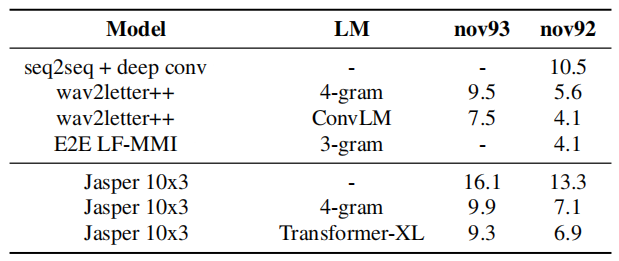 Model LM nov93 nov92
seq2seq + deep conv - - 10.5
wav2letter++ 4-gram 9.5 5.6
wav2letter++ ConvLM 7.5 4.1
E2E LF-MMI 3-gram - 4.1
Jasper 10x3 - 16.1 13.3
Jasper 10x3 4-gram 9.9 7.1
Jasper 10x3 Transformer-XL 9.3 6.9